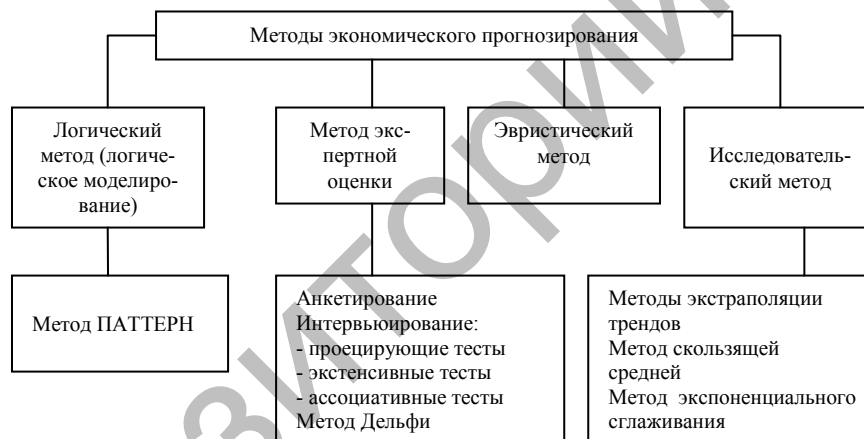 Методы экономического прогнозирования
Логический
метод (логиче-
ское моделиро-
вание)
Метод экс-
пертной
оценки
Эвристический
метод
Исследователь-
ский метод
Метод ПАТТЕРН
Анкетирование
Интервьюирование:
- проецирующие тесты
- экстенсивные тесты
- ассоциативные тесты
Метод Дельфи
Методы экстраполяции
трендов
Метод скользящей
средней
Метод экспоненциального
сглаживания